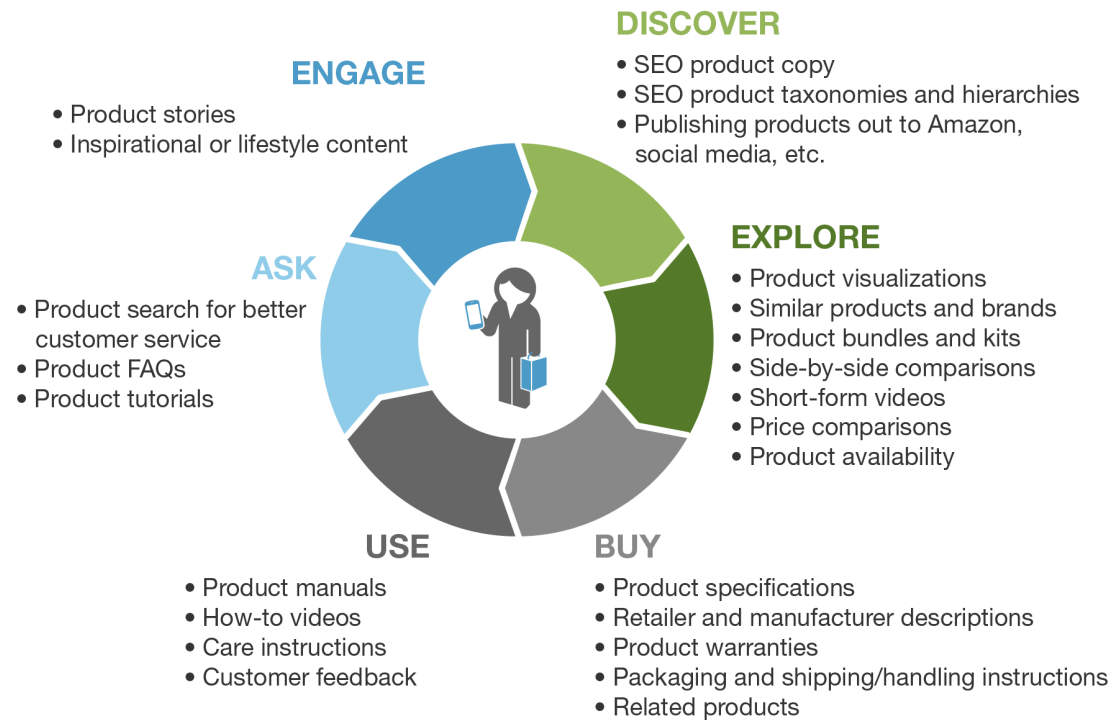 DISCOVER
• SEO product copy
• SEO product taxonomies and hierarchies
• Publishing products out to Amazon,
social media, etc.
EXPLORE
• Product visualizations
• Similar products and brands
• Product bundles and kits
• Side-by-side comparisons
• Short-form videos
• Price comparisons
• Product availability
BUY
• Product specifications
• Retailer and manufacturer descriptions
• Product warranties
• Packaging and shipping/handling instructions
• Related products
USE
• Product manuals
• How-to videos
• Care instructions
• Customer feedback
ASK
• Product search for better
customer service
• Product FAQs
• Product tutorials
ENGAGE
• Product stories
• Inspirational or lifestyle content